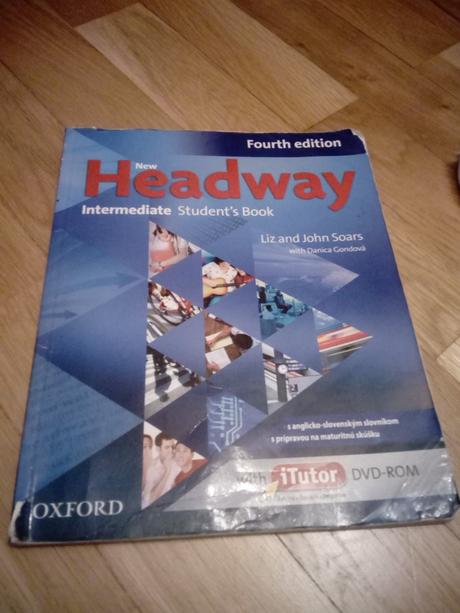 Fourth edition
New
Headway
Intermediate Student's Book
Liz and John Soars
with Danica Gondová
s anglicko-slovenským slovníkom
s prípravou na maturitnú skúšku
with iTutor DVD-ROM
OXFORD